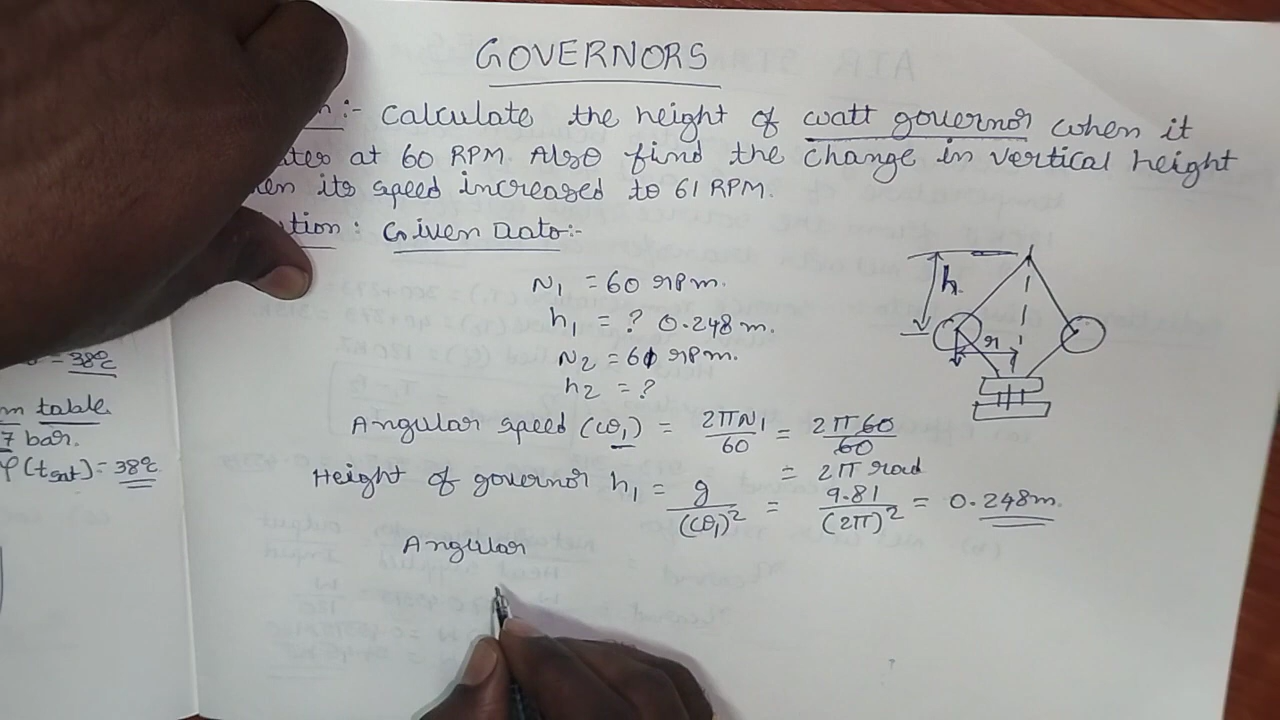 GOVERNORS
:- Calculate the height of watt governor when it
at 60 RPM. Also find the change in vertical height
its speed increased to 61 RPM.
: Given Data:-
N1 = 60 rpm.
h1 = ? 0.248 m.
N2 = 61 rpm.
h2 = ?
h
r
Angular speed (ω1) = 2πN1/60 = 2π60/60
= 2π rad
Height of governor h1 = g/(ω1)² = 9.81/(2π)² = 0.248m.
Angular
= 38°C
table
7 bar.
φ(tsat) = 38°C